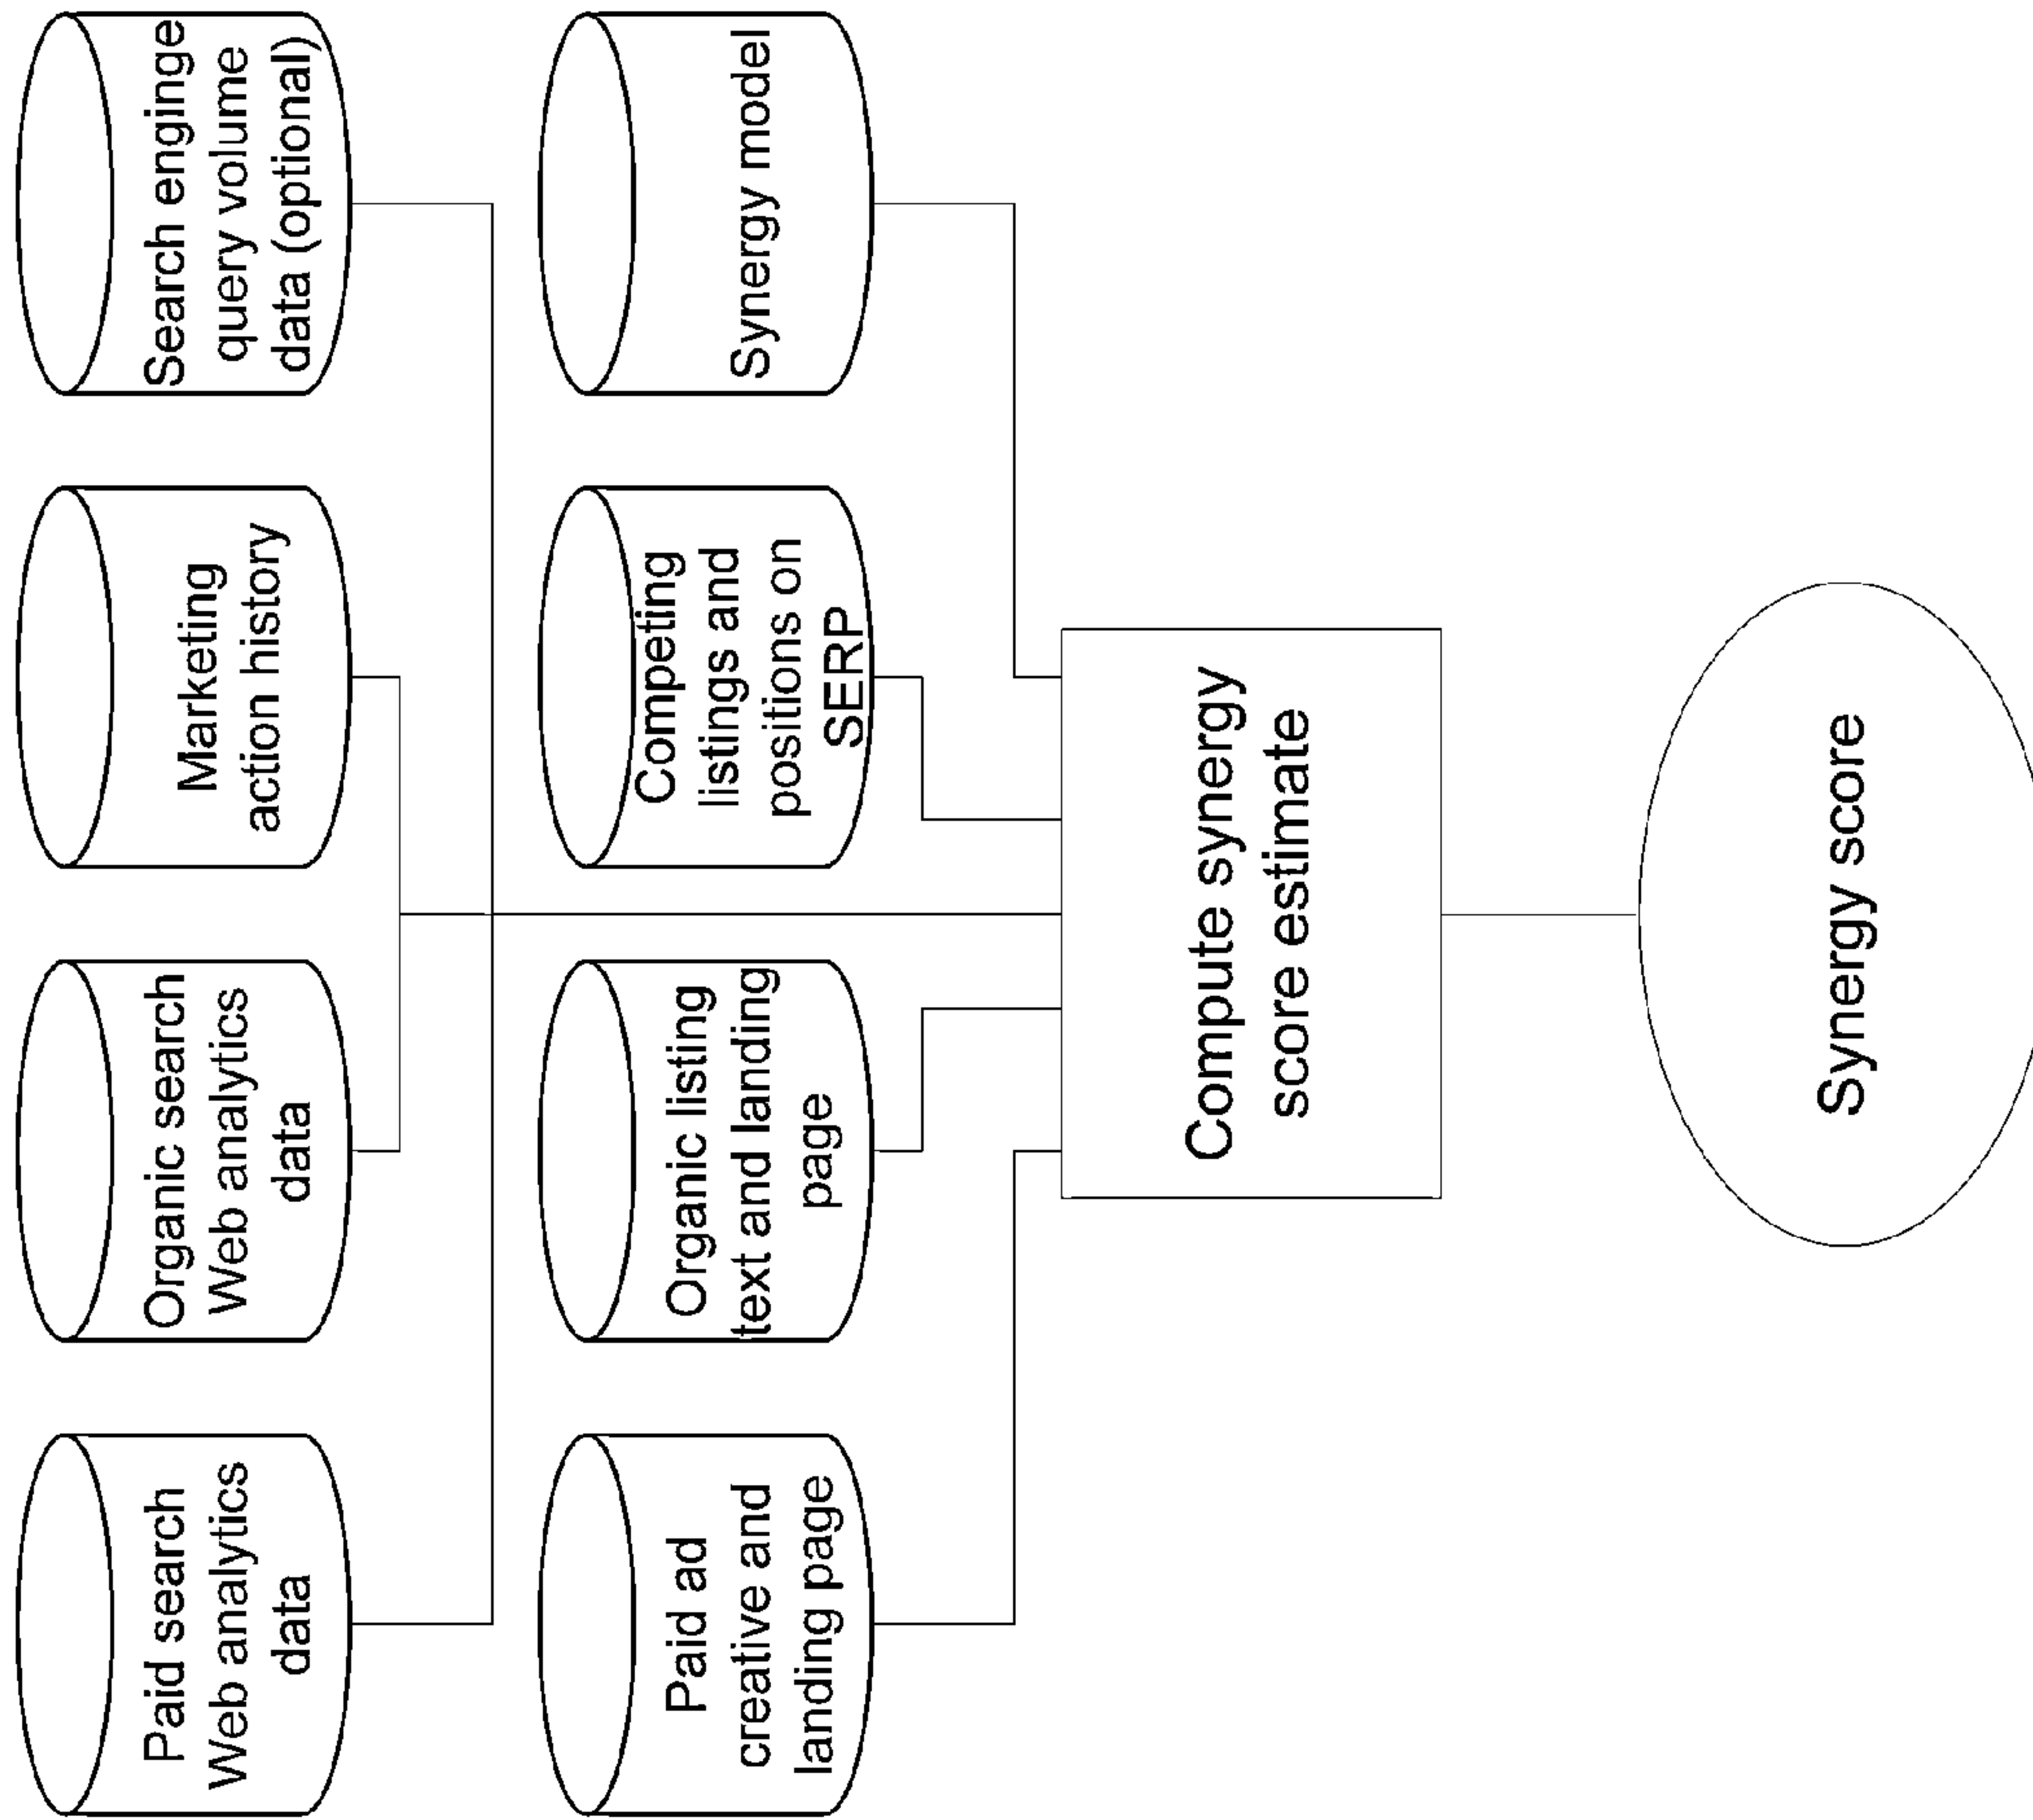 Paid search
Web analytics
data
Organic search
Web analytics
data
Marketing
action history
Search enginge
query volume
data (optional)
Paid ad
creative and
landing page
Organic listing
text and landing
page
Competing
listings and
positions on
SERP
Synergy model
Compute synergy
score estimate
Synergy score